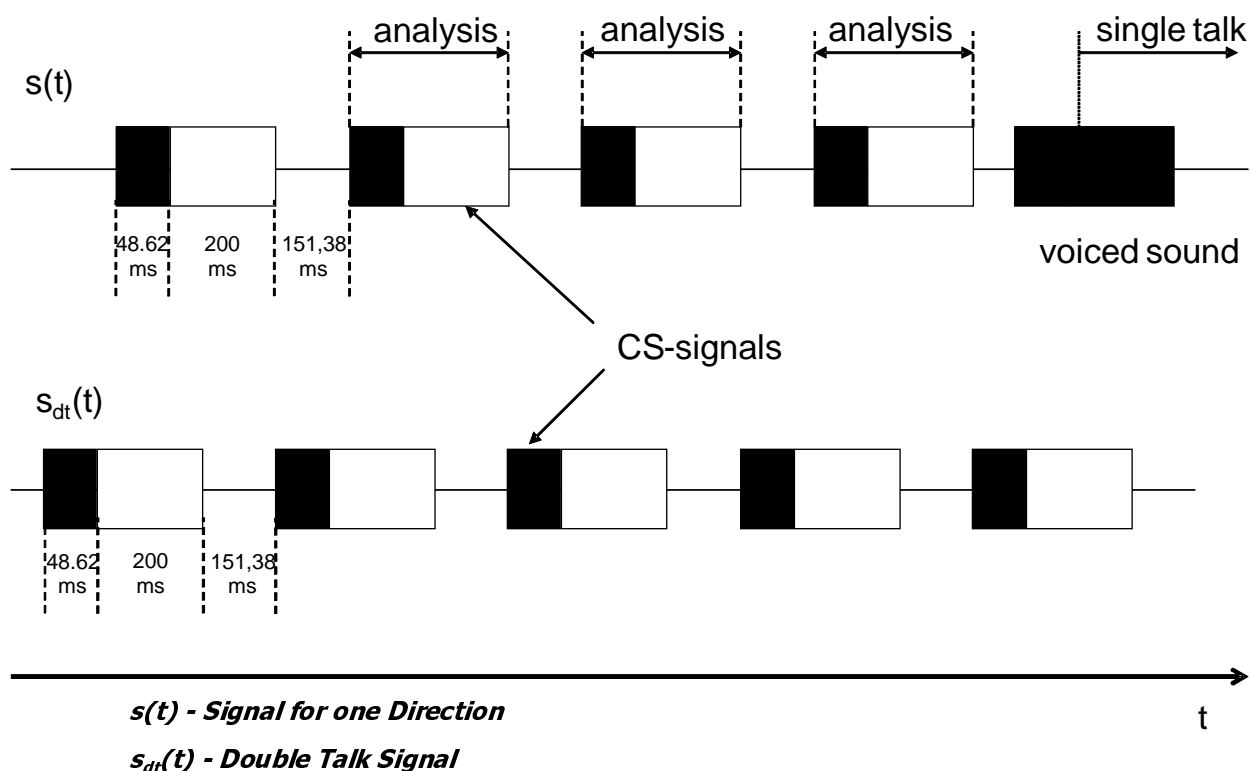 analysis analysis analysis single talk
s(t)
48.62 ms 200 ms 151,38 ms
voiced sound
CS-signals
sdt(t)
48.62 ms 200 ms 151,38 ms
t
s(t) - Signal for one Direction
sdt(t) - Double Talk Signal